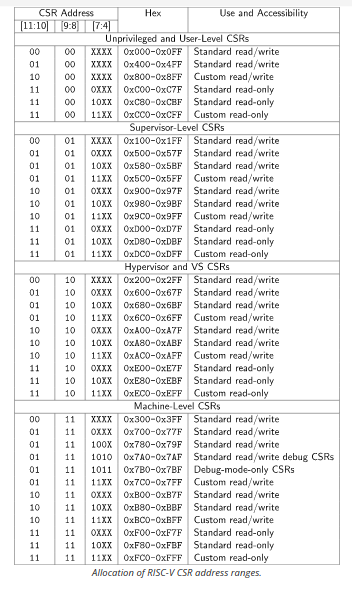 CSR Address Hex Use and Accessibility
[11:10] [9:8] [7:4]
Unprivileged and User-Level CSRs
00 00 XXXX 0x000-0x0FF Standard read/write
01 00 XXXX 0x400-0x4FF Standard read/write
10 00 XXXX 0x800-0x8FF Custom read/write
11 00 0XXX 0xC00-0xC7F Standard read-only
11 00 10XX 0xC80-0xCBF Standard read-only
11 00 11XX 0xCC0-0xCFF Custom read-only
Supervisor-Level CSRs
00 01 XXXX 0x100-0x1FF Standard read/write
01 01 0XXX 0x500-0x57F Standard read/write
01 01 10XX 0x580-0x5BF Standard read/write
01 01 11XX 0x5C0-0x5FF Custom read/write
10 01 0XXX 0x900-0x97F Standard read/write
10 01 10XX 0x980-0x9BF Standard read/write
10 01 11XX 0x9C0-0x9FF Custom read/write
11 01 0XXX 0xD00-0xD7F Standard read-only
11 01 10XX 0xD80-0xDBF Standard read-only
11 01 11XX 0xDC0-0xDFF Custom read-only
Hypervisor and VS CSRs
00 10 XXXX 0x200-0x2FF Standard read/write
01 10 0XXX 0x600-0x67F Standard read/write
01 10 10XX 0x680-0x6BF Standard read/write
01 10 11XX 0x6C0-0x6FF Custom read/write
10 10 0XXX 0xA00-0xA7F Standard read/write
10 10 10XX 0xA80-0xABF Standard read/write
10 10 11XX 0xAC0-0xAFF Custom read/write
11 10 0XXX 0xE00-0xE7F Standard read-only
11 10 10XX 0xE80-0xEBF Standard read-only
11 10 11XX 0xEC0-0xEFF Custom read-only
Machine-Level CSRs
00 11 XXXX 0x300-0x3FF Standard read/write
01 11 0XXX 0x700-0x77F Standard read/write
01 11 100X 0x780-0x79F Standard read/write
01 11 1010 0x7A0-0x7AF Standard read/write debug CSRs
01 11 1011 0x7B0-0x7BF Debug-mode-only CSRs
01 11 11XX 0x7C0-0x7FF Custom read/write
10 11 0XXX 0xB00-0xB7F Standard read/write
10 11 10XX 0xB80-0xBBF Standard read/write
10 11 11XX 0xBC0-0xBFF Custom read/write
11 11 0XXX 0xF00-0xF7F Standard read-only
11 11 10XX 0xF80-0xFBF Standard read-only
11 11 11XX 0xFC0-0xFFF Custom read-only
Allocation of RISC-V CSR address ranges.